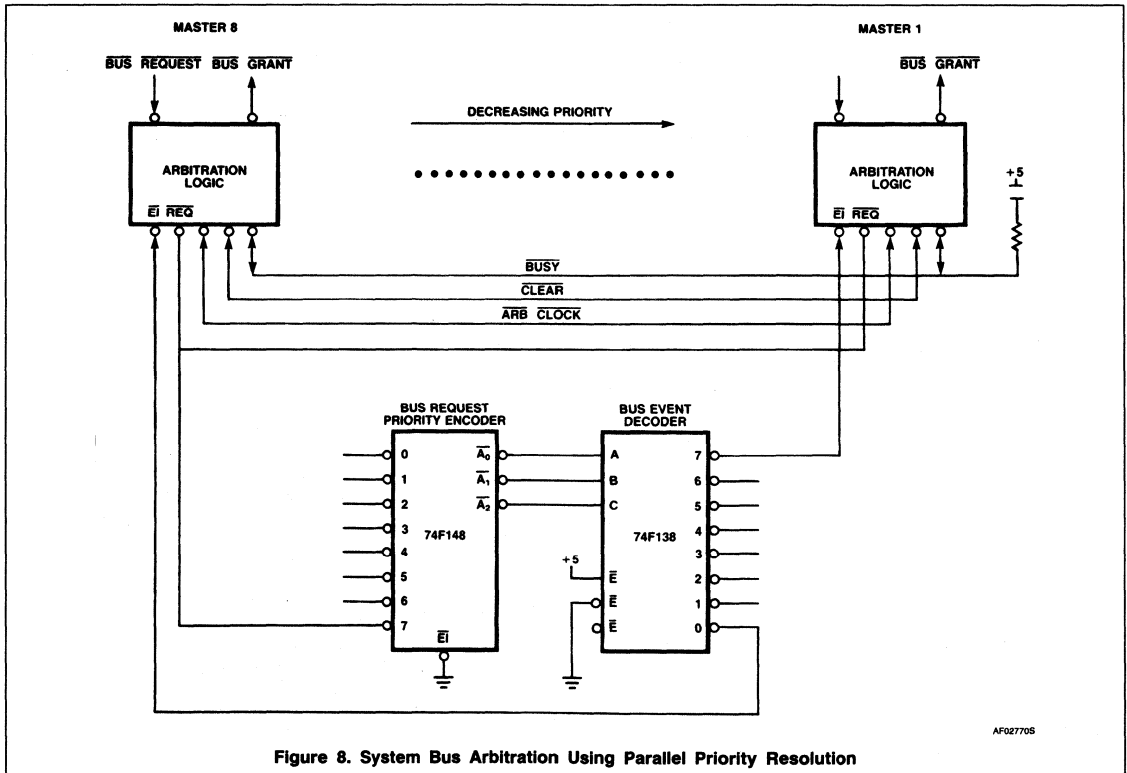 MASTER 8
MASTER 1
BUS REQUEST BUS GRANT
BUS GRANT
DECREASING PRIORITY
ARBITRATION
LOGIC
EI REQ
ARBITRATION
LOGIC
EI REQ
+5
BUSY
CLEAR
ARB CLOCK
BUS REQUEST
PRIORITY ENCODER
0
1
2
3
4
5
6
7
A0
A1
A2
74F148
EI
BUS EVENT
DECODER
A
B
C
+5
E
E
E
74F138
7
6
5
4
3
2
1
0
AF02770S
Figure 8. System Bus Arbitration Using Parallel Priority Resolution